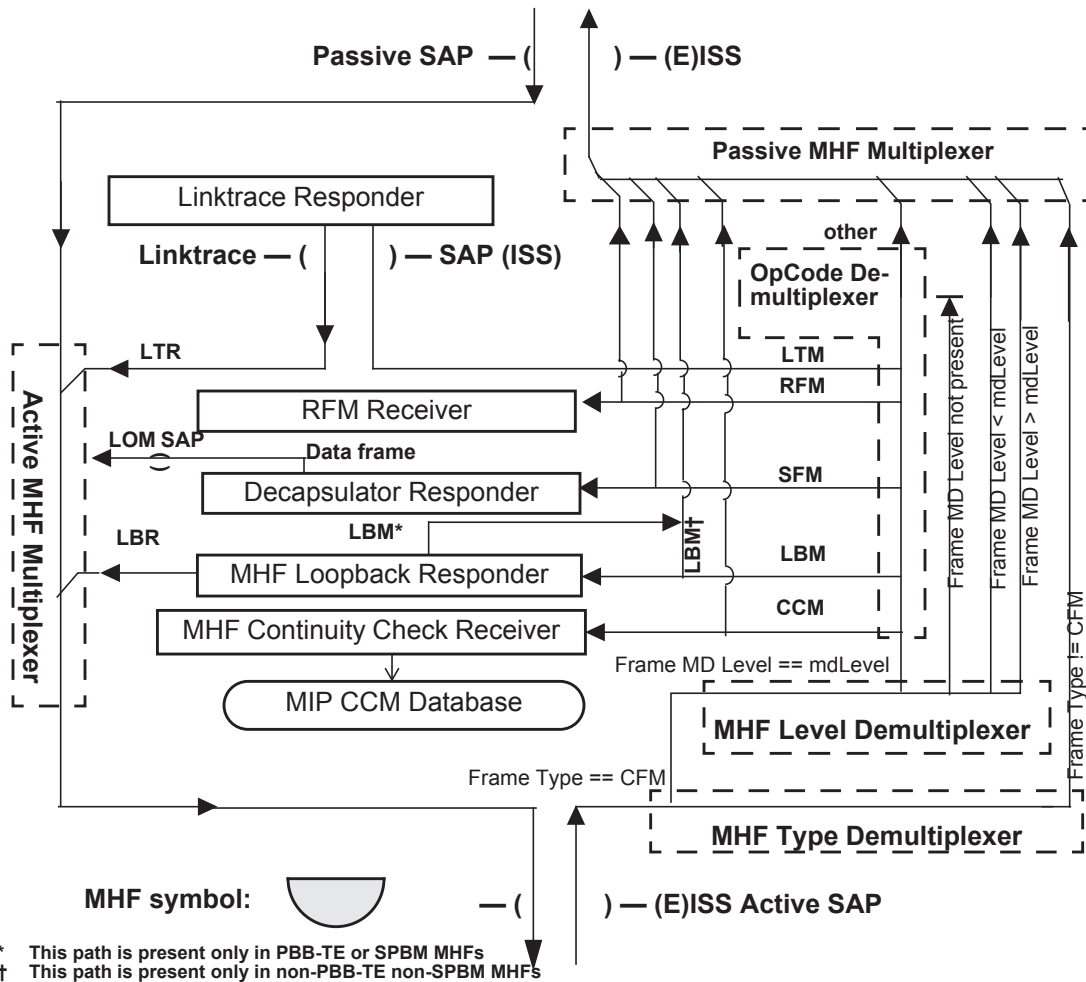 Passive SAP — ( ) — (E)ISS
Passive MHF Multiplexer
Linktrace Responder
other
Linktrace — ( ) — SAP (ISS)
OpCode De-
multiplexer
LTR
LTM
RFM
RFM Receiver
Active MHF Multiplexer
LOM SAP
( )
Data frame
SFM
Decapsulator Responder
LBM*
LBM†
LBR
LBM
MHF Loopback Responder
CCM
MHF Continuity Check Receiver
Frame MD Level not present
Frame MD Level < mdLevel
Frame MD Level > mdLevel
Frame Type != CFM
Frame MD Level == mdLevel
MIP CCM Database
MHF Level Demultiplexer
Frame Type == CFM
MHF Type Demultiplexer
MHF symbol:
— ( ) — (E)ISS Active SAP
* This path is present only in PBB-TE or SPBM MHFs
† This path is present only in non-PBB-TE non-SPBM MHFs